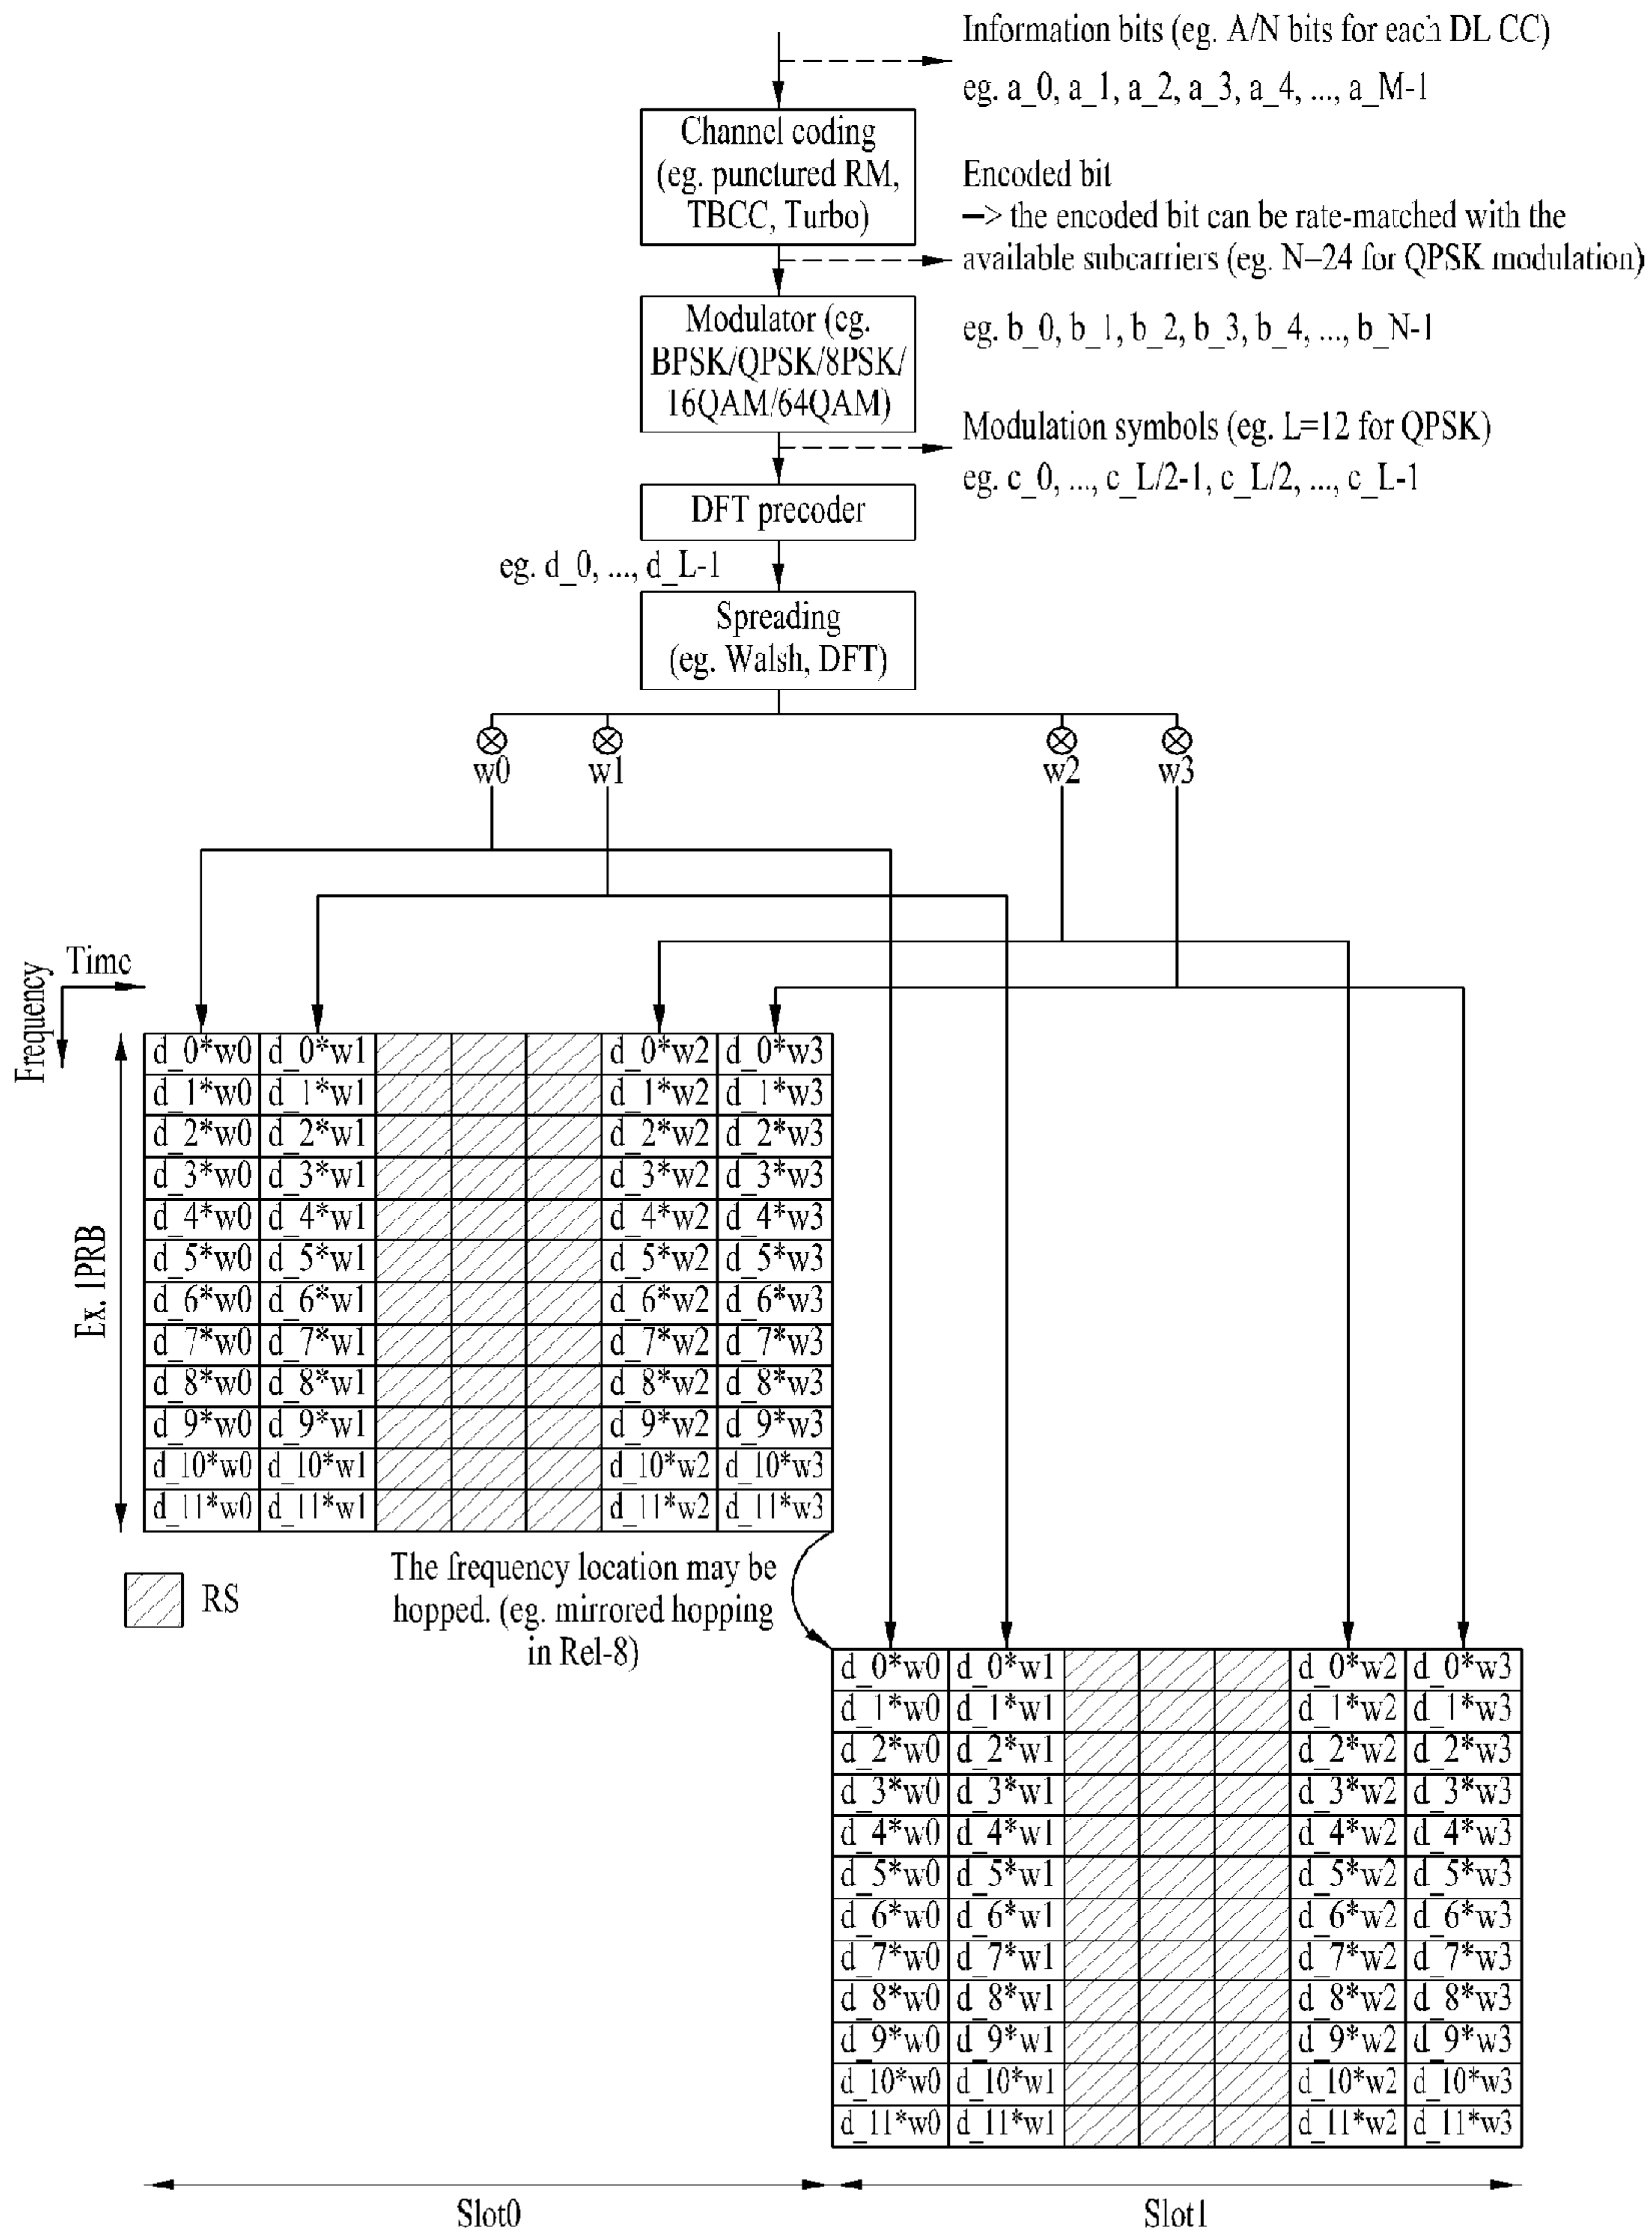 Information bits (eg. A/N bits for each DL CC)
eg. a_0, a_1, a_2, a_3, a_4, ..., a_M-1
Channel coding
(eg. punctured RM,
TBCC, Turbo)
Encoded bit
—> the encoded bit can be rate-matched with the
available subcarriers (eg. N–24 for QPSK modulation)
eg. b_0, b_1, b_2, b_3, b_4, ..., b_N-1
Modulator (eg.
BPSK/QPSK/8PSK/
16QAM/64QAM)
Modulation symbols (eg. L=12 for QPSK)
eg. c_0, ..., c_L/2-1, c_L/2, ..., c_L-1
DFT precoder
eg. d_0, ..., d_L-1
Spreading
(eg. Walsh, DFT)
w0 w1 w2 w3
Time
Frequency
Ex. 1PRB
d_0*w0 d_0*w1 d_0*w2 d_0*w3
d_1*w0 d_1*w1 d_1*w2 d_1*w3
d_2*w0 d_2*w1 d_2*w2 d_2*w3
d_3*w0 d_3*w1 d_3*w2 d_3*w3
d_4*w0 d_4*w1 d_4*w2 d_4*w3
d_5*w0 d_5*w1 d_5*w2 d_5*w3
d_6*w0 d_6*w1 d_6*w2 d_6*w3
d_7*w0 d_7*w1 d_7*w2 d_7*w3
d_8*w0 d_8*w1 d_8*w2 d_8*w3
d_9*w0 d_9*w1 d_9*w2 d_9*w3
d_10*w0 d_10*w1 d_10*w2 d_10*w3
d_11*w0 d_11*w1 d_11*w2 d_11*w3
RS
The frequency location may be
hopped. (eg. mirrored hopping
in Rel-8)
d_0*w0 d_0*w1 d_0*w2 d_0*w3
d_1*w0 d_1*w1 d_1*w2 d_1*w3
d_2*w0 d_2*w1 d_2*w2 d_2*w3
d_3*w0 d_3*w1 d_3*w2 d_3*w3
d_4*w0 d_4*w1 d_4*w2 d_4*w3
d_5*w0 d_5*w1 d_5*w2 d_5*w3
d_6*w0 d_6*w1 d_6*w2 d_6*w3
d_7*w0 d_7*w1 d_7*w2 d_7*w3
d_8*w0 d_8*w1 d_8*w2 d_8*w3
d_9*w0 d_9*w1 d_9*w2 d_9*w3
d_10*w0 d_10*w1 d_10*w2 d_10*w3
d_11*w0 d_11*w1 d_11*w2 d_11*w3
Slot0 Slot1